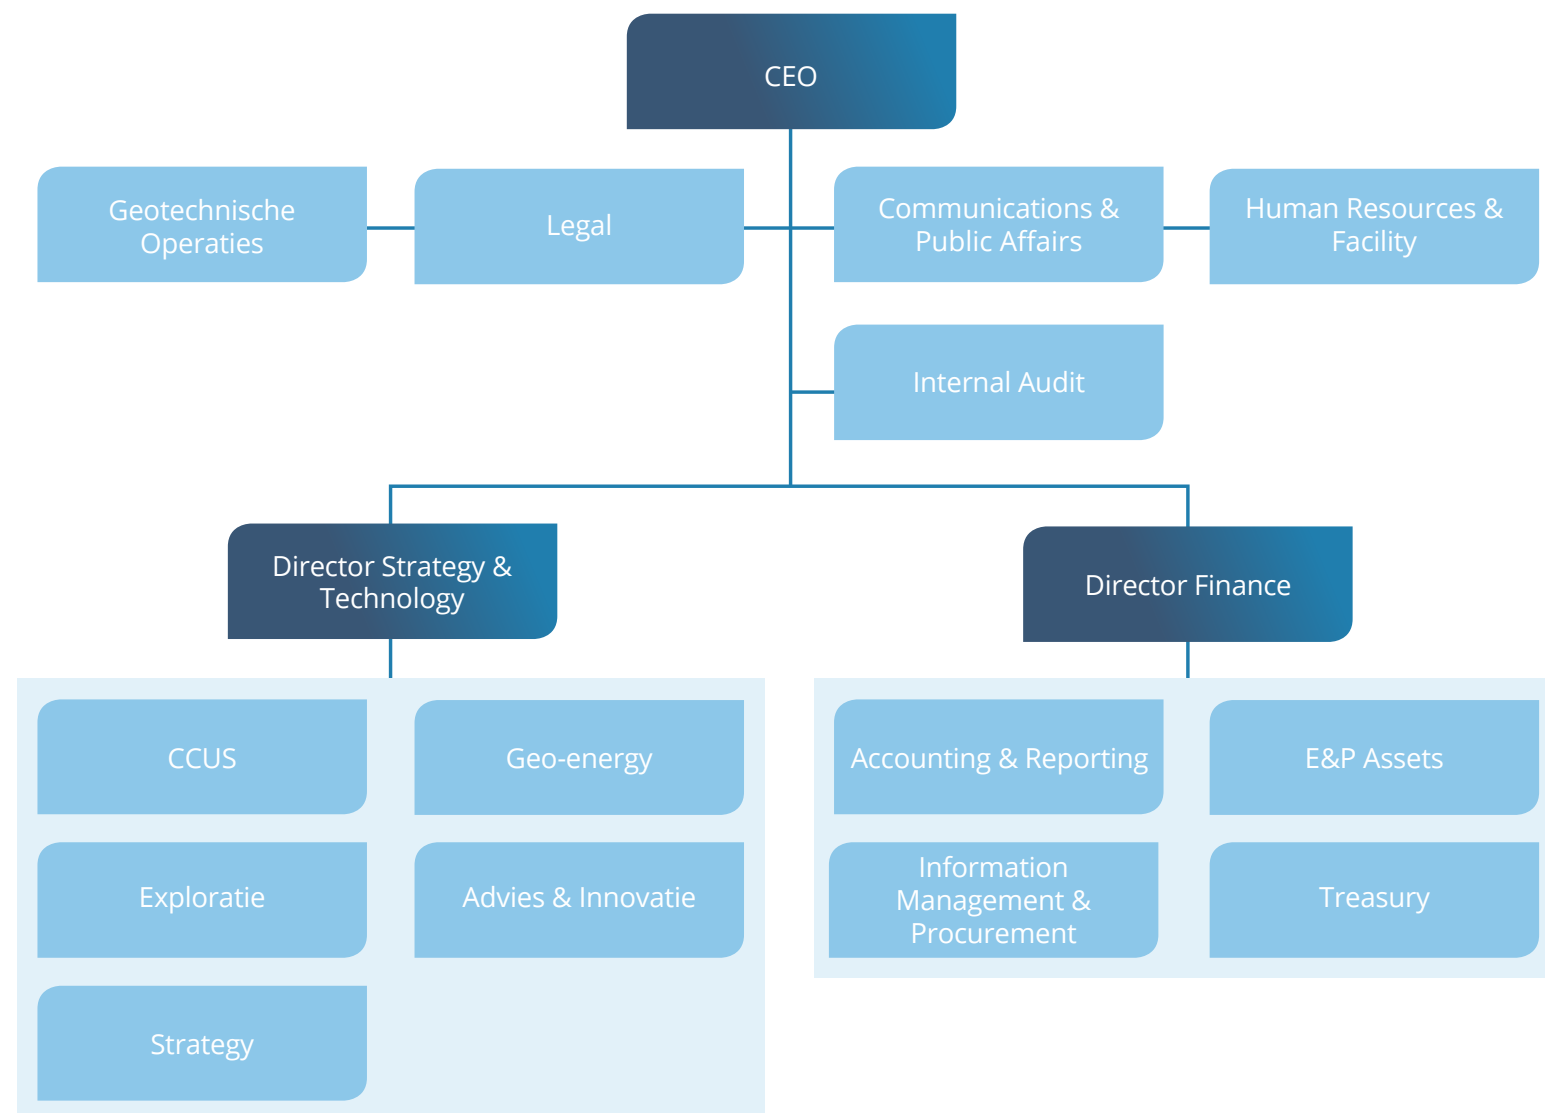 CEO
Geotechnische
Operaties
Legal
Communications &
Public Affairs
Human Resources &
Facility
Internal Audit
Director Strategy &
Technology
Director Finance
CCUS
Geo-energy
Exploratie
Advies & Innovatie
Strategy
Accounting & Reporting
E&P Assets
Information
Management &
Procurement
Treasury